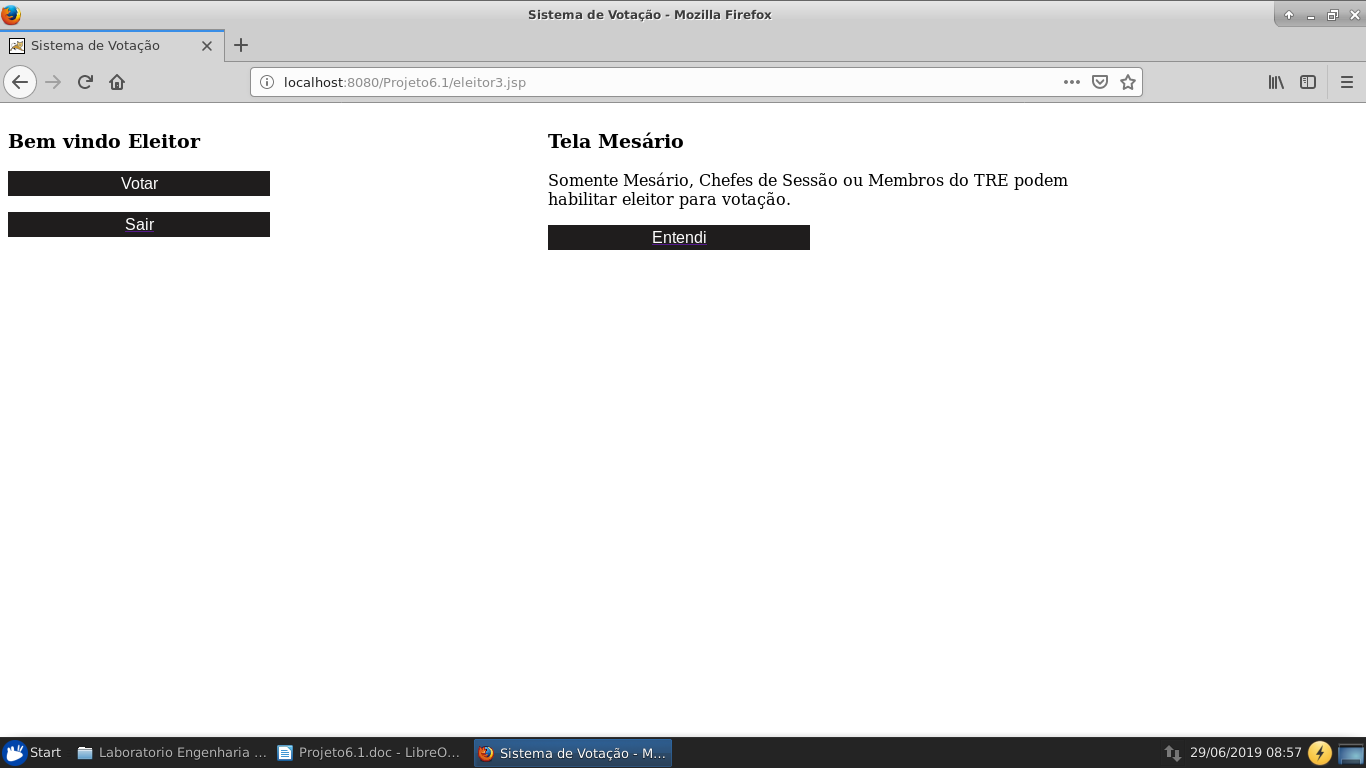 Sistema de Votação - Mozilla Firefox
Sistema de Votação
localhost:8080/Projeto6.1/eleitor3.jsp
Bem vindo Eleitor
Votar
Sair
Tela Mesário
Somente Mesário, Chefes de Sessão ou Membros do TRE podem
habilitar eleitor para votação.
Entendi
Start
Laboratorio Engenharia ...
Projeto6.1.doc - LibreO...
Sistema de Votação - M...
29/06/2019 08:57